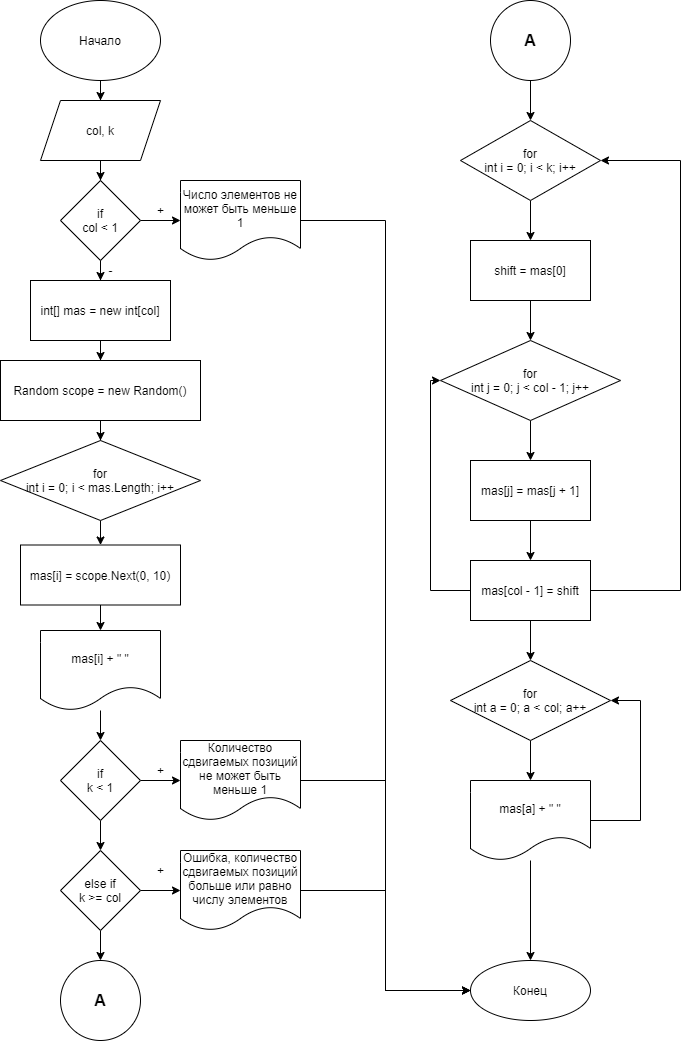 Начало
col, k
if
col < 1
+
Число элементов не
может быть меньше
1
-
int[] mas = new int[col]
Random scope = new Random()
for
int i = 0; i < mas.Length; i++
mas[i] = scope.Next(0, 10)
mas[i] + " "
if
k < 1
+
Количество
сдвигаемых позиций
не может быть
меньше 1
else if
k >= col
+
Ошибка, количество
сдвигаемых позиций
больше или равно
числу элементов
A
A
for
int i = 0; i < k; i++
shift = mas[0]
for
int j = 0; j < col - 1; j++
mas[j] = mas[j + 1]
mas[col - 1] = shift
for
int a = 0; a < col; a++
mas[a] + " "
Конец